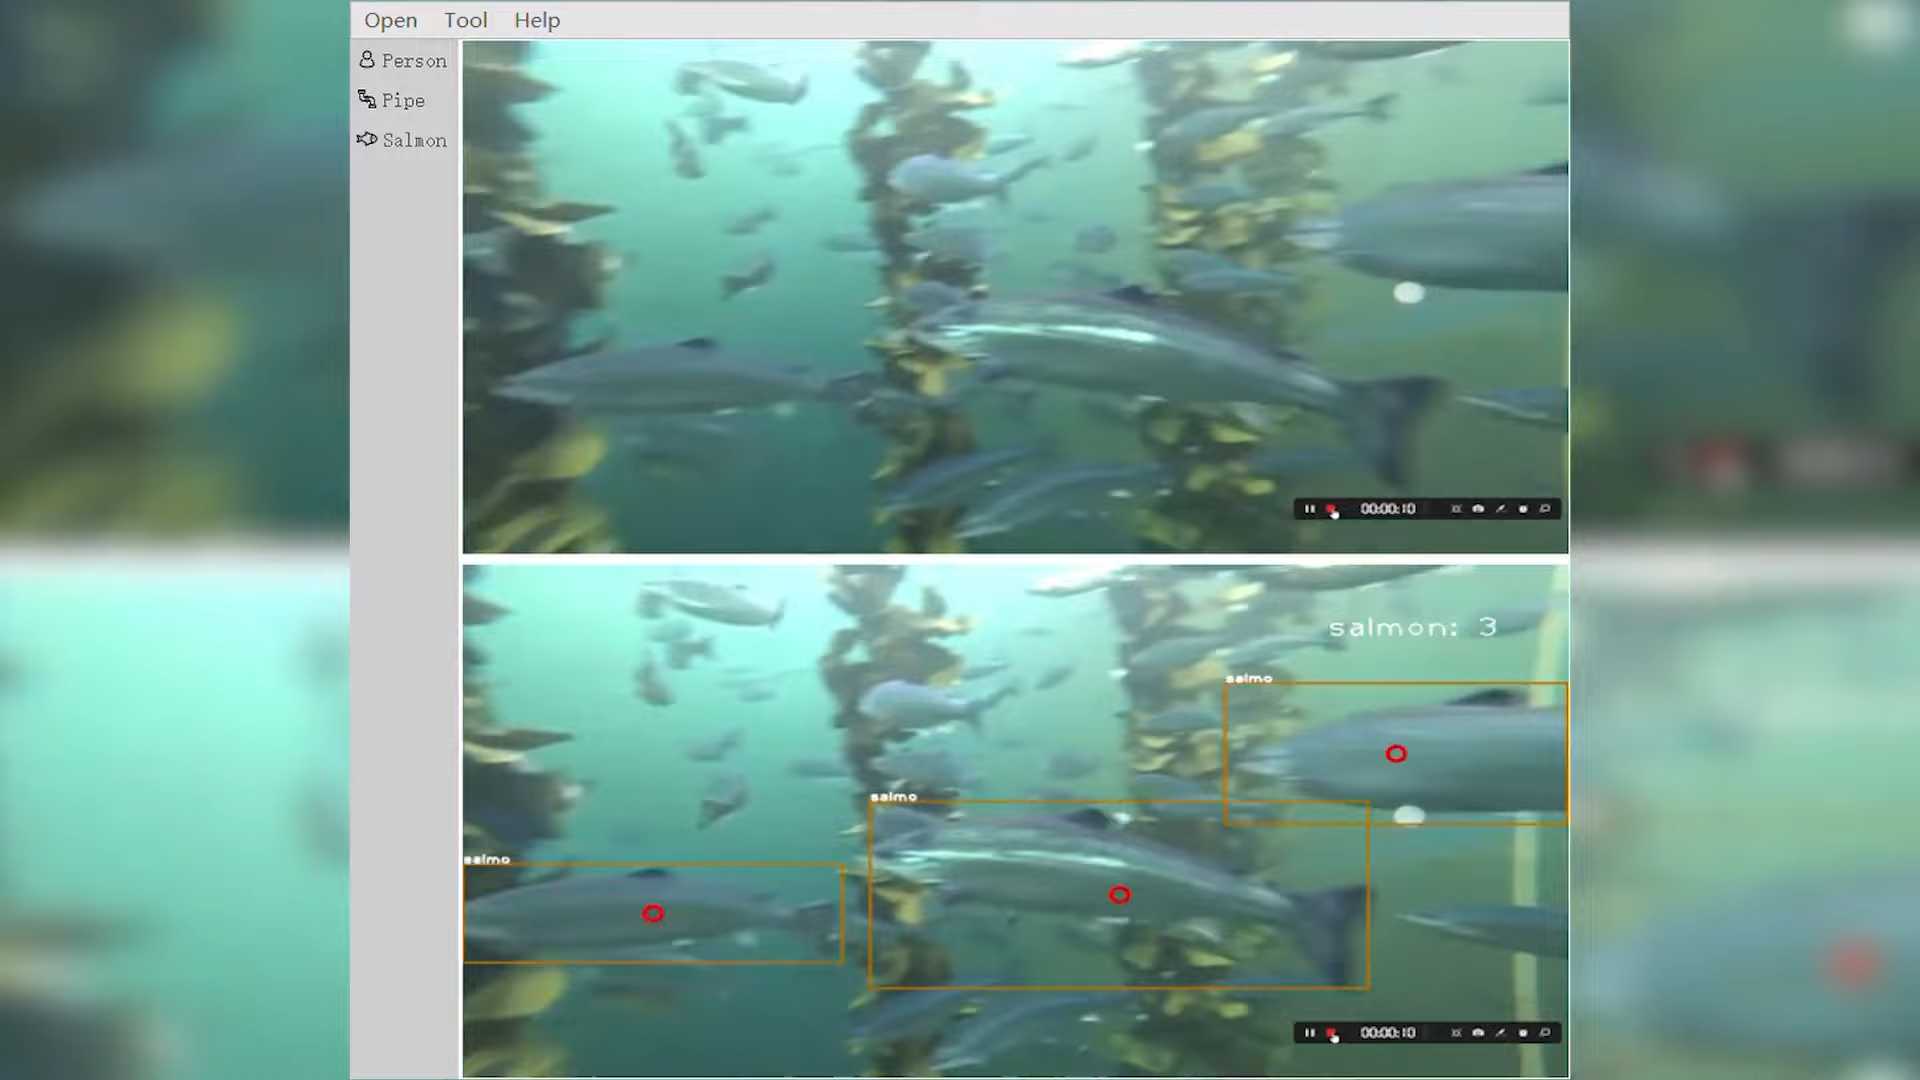 Open Tool Help
Person
Pipe
Salmon
00:00:10
salmon: 3
salmo
salmo
salmo
00:00:10